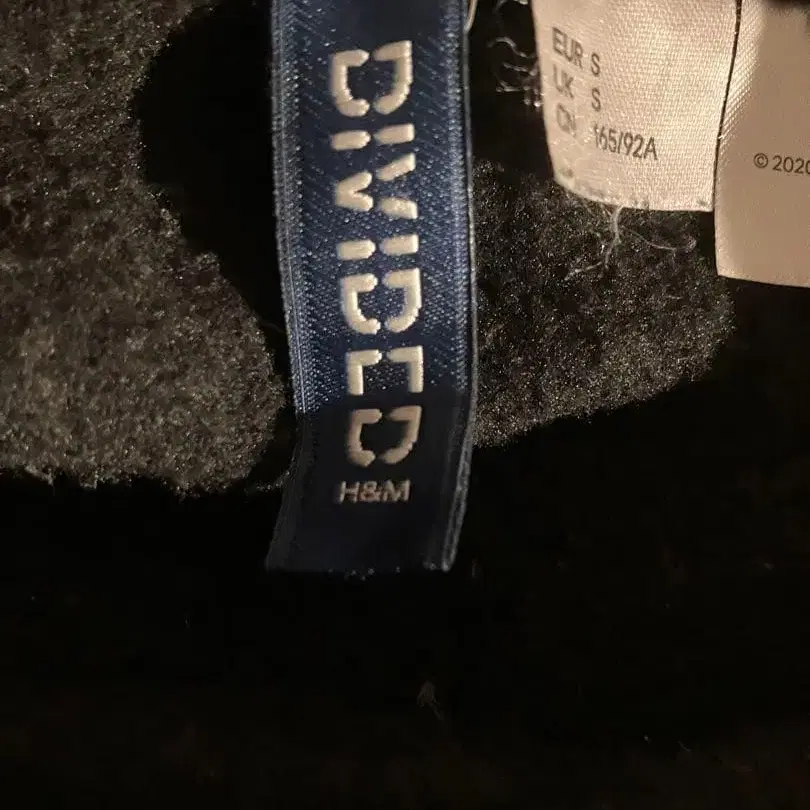 DIVIDED
H&M
EUR S
UK S
CN 165/92A
© 2020